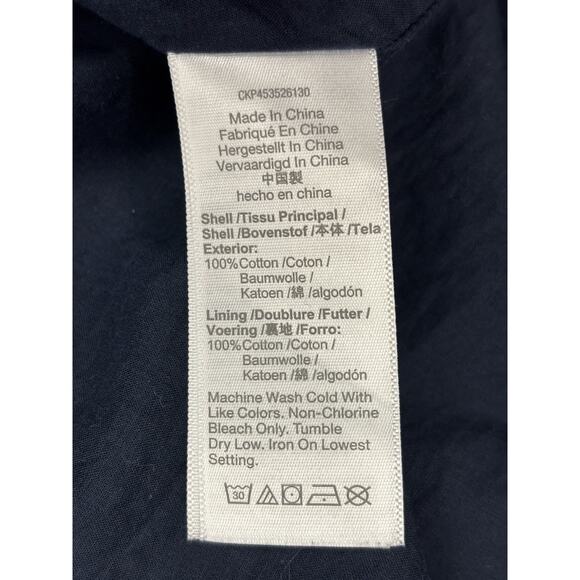 CKP453526130
Made In China
Fabriqué En Chine
Hergestellt In China
Vervaardigd In China
中国製
hecho en china
Shell /Tissu Principal /
Shell /Bovenstof /本体 /Tela
Exterior:
100% Cotton /Coton /
Baumwolle /
Katoen /綿 /algodón
Lining /Doublure /Futter /
Voering /裏地 /Forro:
100% Cotton /Coton /
Baumwolle /
Katoen /綿 /algodón
Machine Wash Cold With
Like Colors. Non-Chlorine
Bleach Only. Tumble
Dry Low. Iron On Lowest
Setting.
30